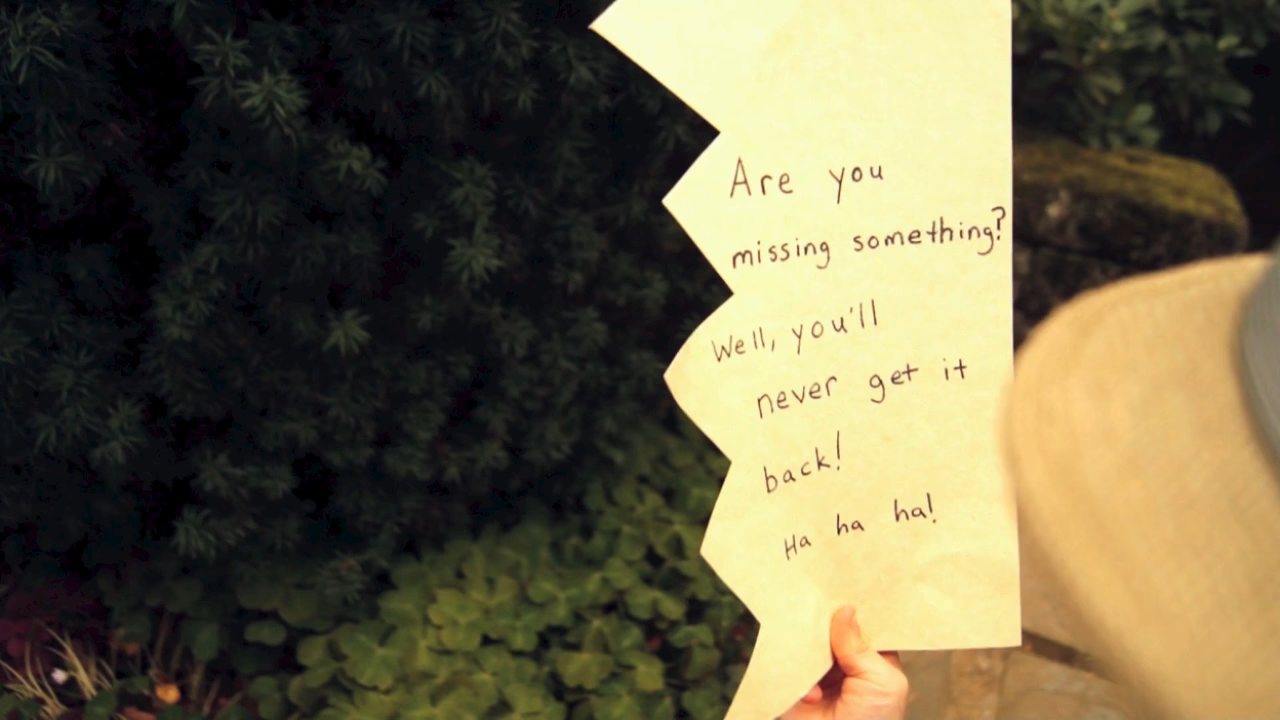 Are you
missing something?
Well, you'll
never get it
back!
Ha ha ha!